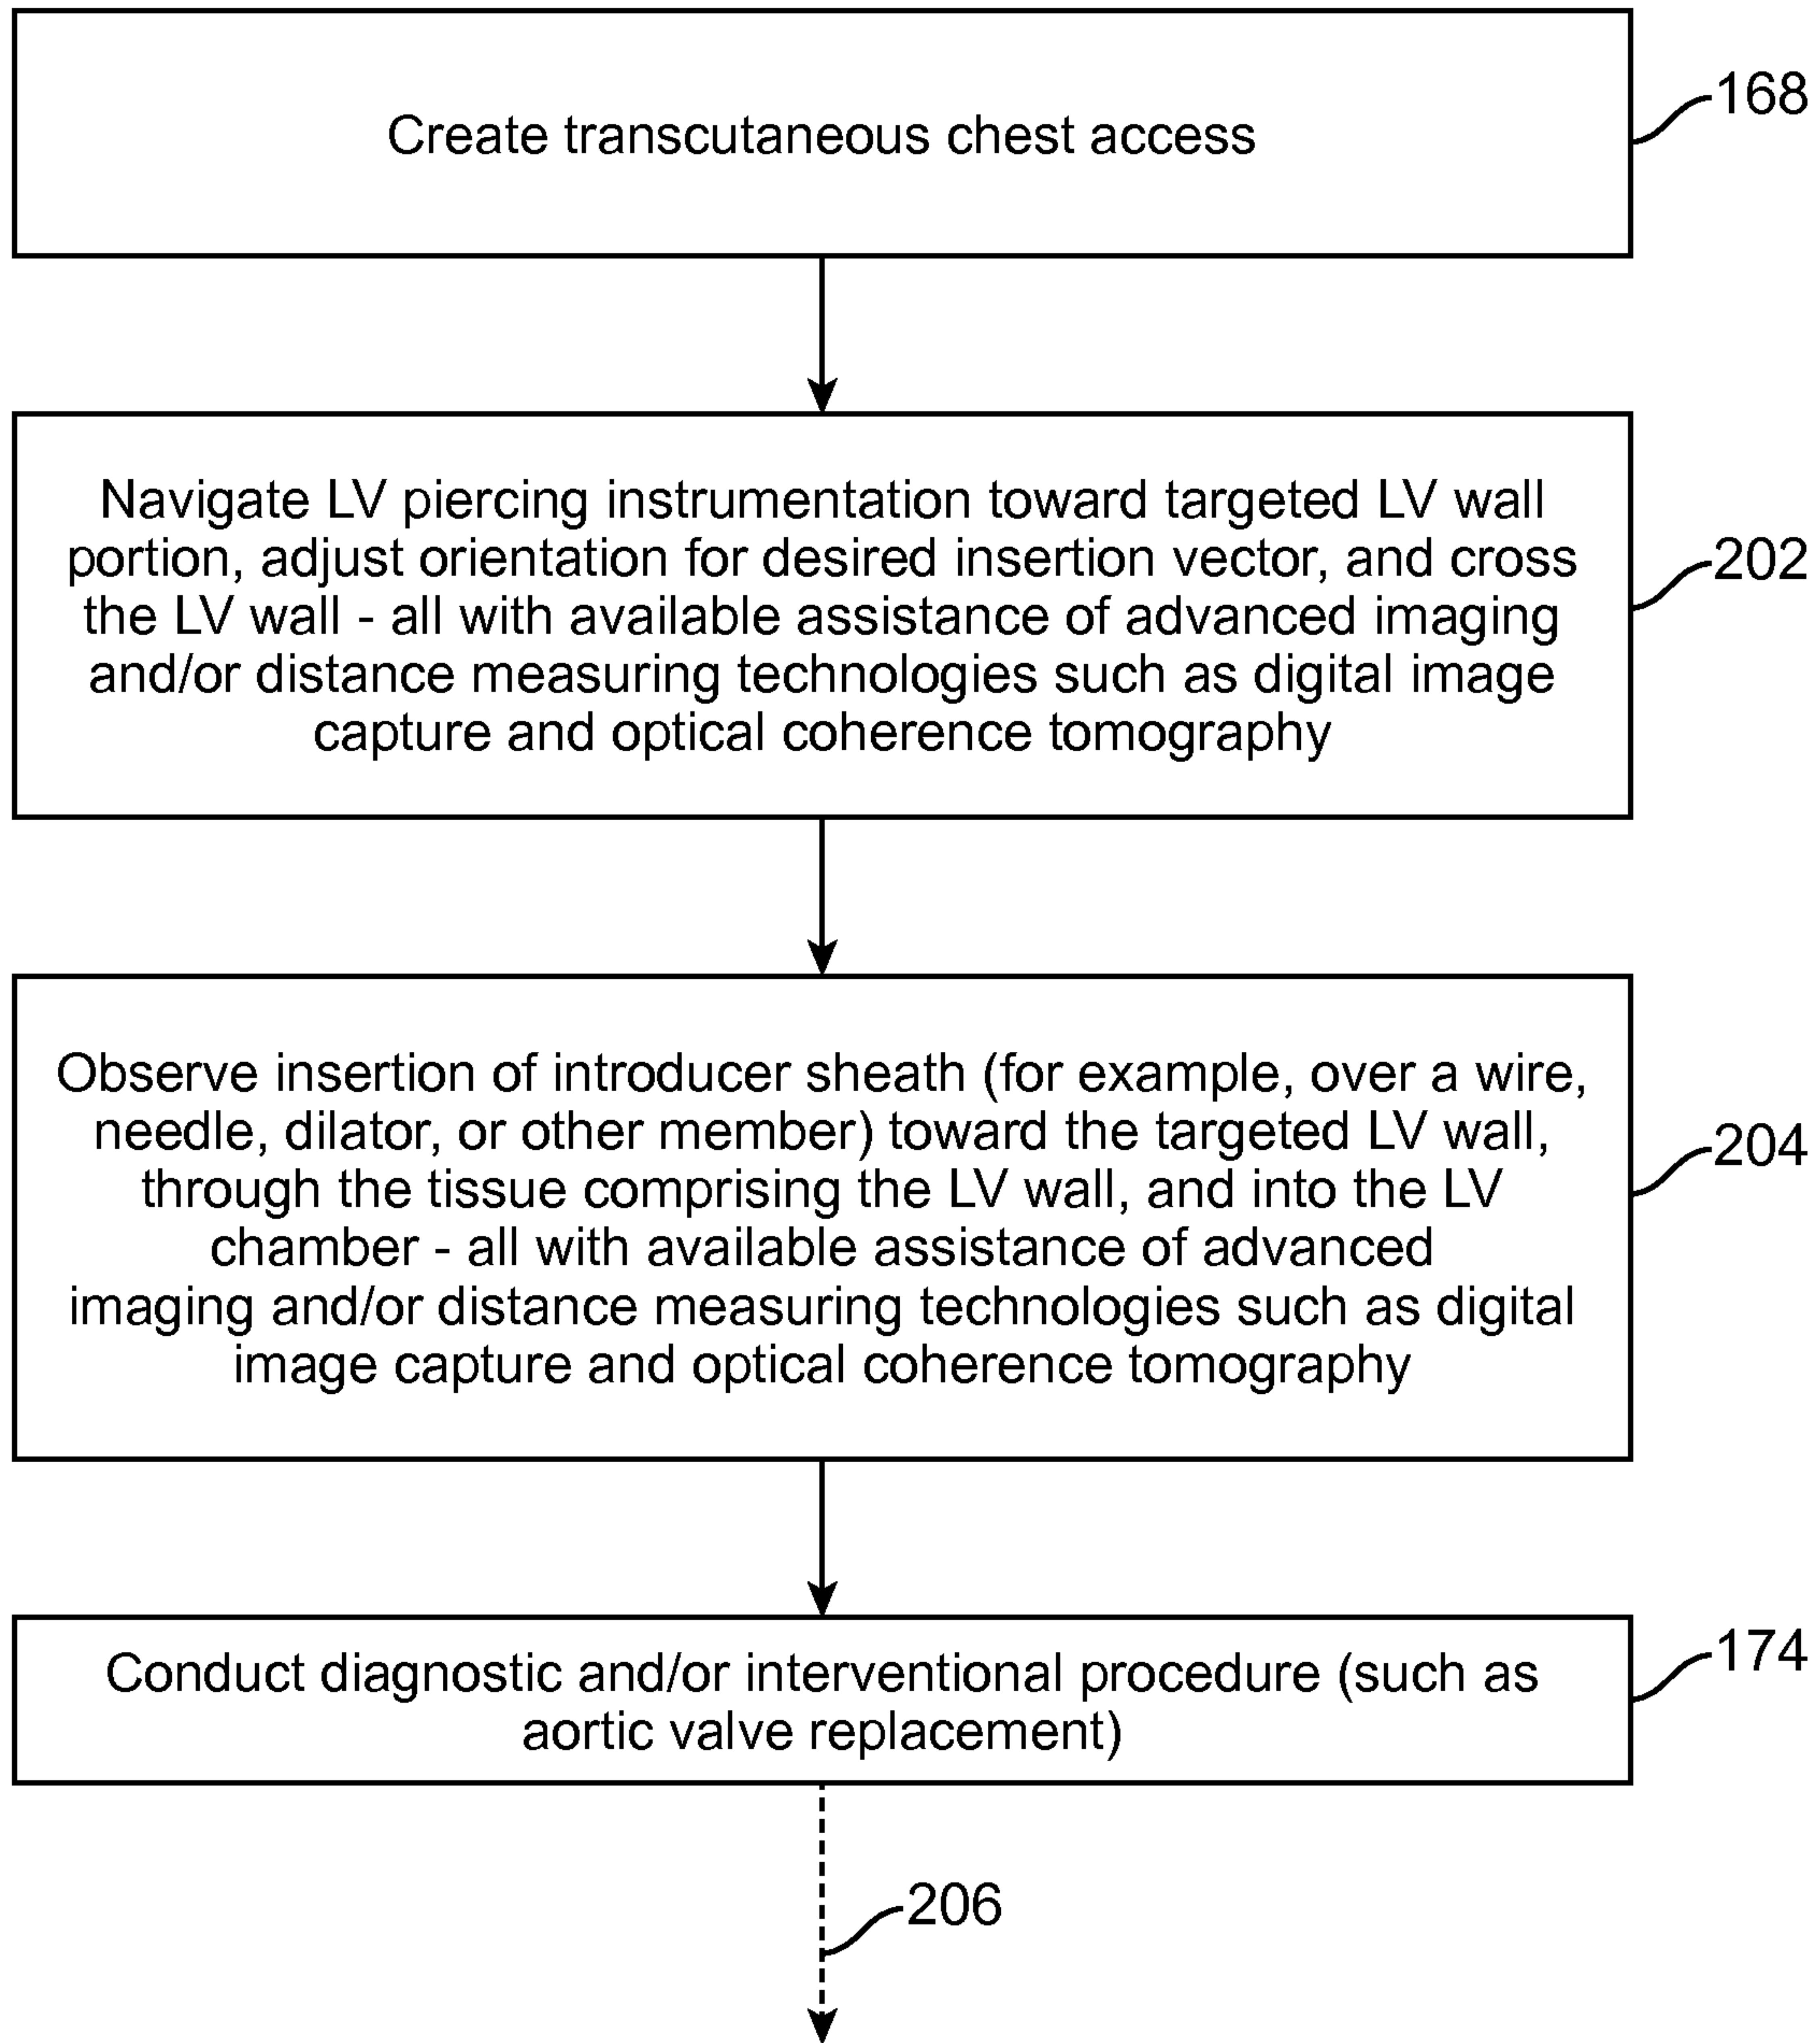 Create transcutaneous chest access
168
Navigate LV piercing instrumentation toward targeted LV wall
portion, adjust orientation for desired insertion vector, and cross
the LV wall - all with available assistance of advanced imaging
and/or distance measuring technologies such as digital image
capture and optical coherence tomography
202
Observe insertion of introducer sheath (for example, over a wire,
needle, dilator, or other member) toward the targeted LV wall,
through the tissue comprising the LV wall, and into the LV
chamber - all with available assistance of advanced
imaging and/or distance measuring technologies such as digital
image capture and optical coherence tomography
204
Conduct diagnostic and/or interventional procedure (such as
aortic valve replacement)
174
206